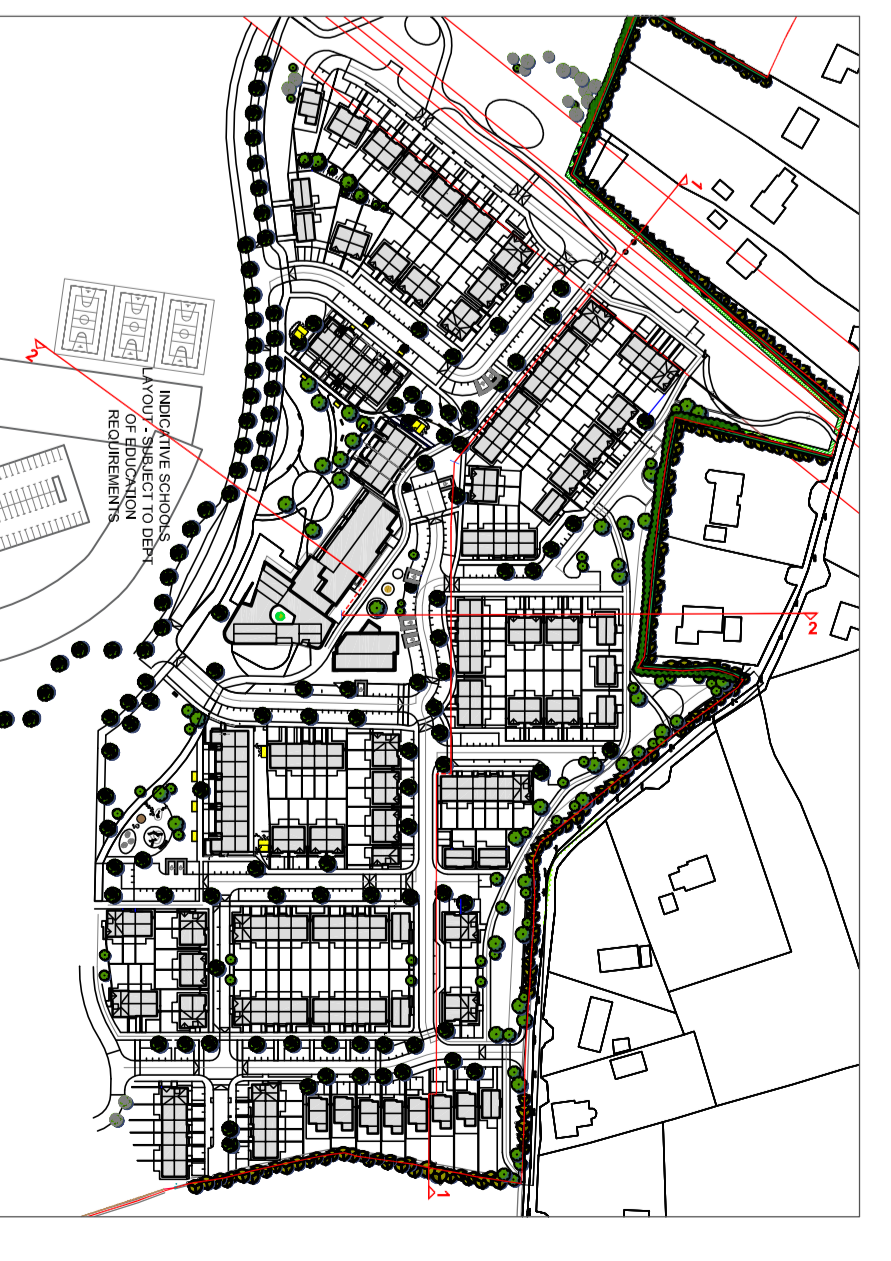 INDICATIVE SCHOOLS
LAYOUT - SUBJECT TO DEPT
OF EDUCATION
REQUIREMENTS
1
2
2
1